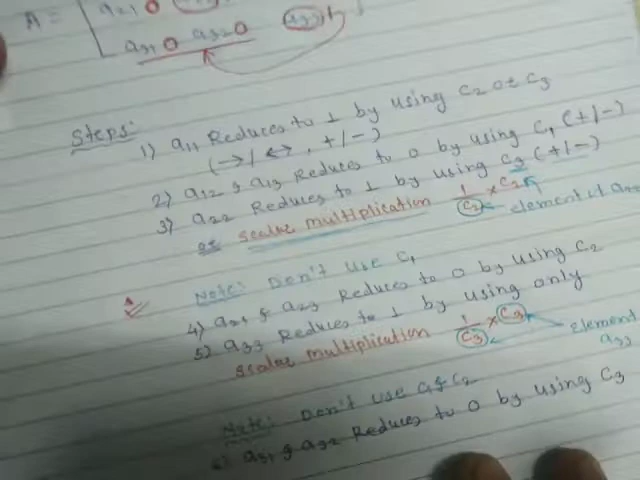 A = a21 0
a31 0 a32 0 a33 1
Steps:
1) a11 Reduces to 1 by using C2 or C3
(→/↔, +/-)
2) a12 & a13 Reduces to 0 by using C1 (+/-)
3) a22 Reduces to 1 by using C3 (+/-)
or scalar multiplication 1/C2 × C2 element of
Note: Don't use C1
4) a21 & a23 Reduces to 0 by using C2
5) a33 Reduces to 1 by using only
scalar multiplication 1/C3 × C3 element
a33
Note: Don't use C1 & C2
6) a31 & a32 Reduces to 0 by using C3